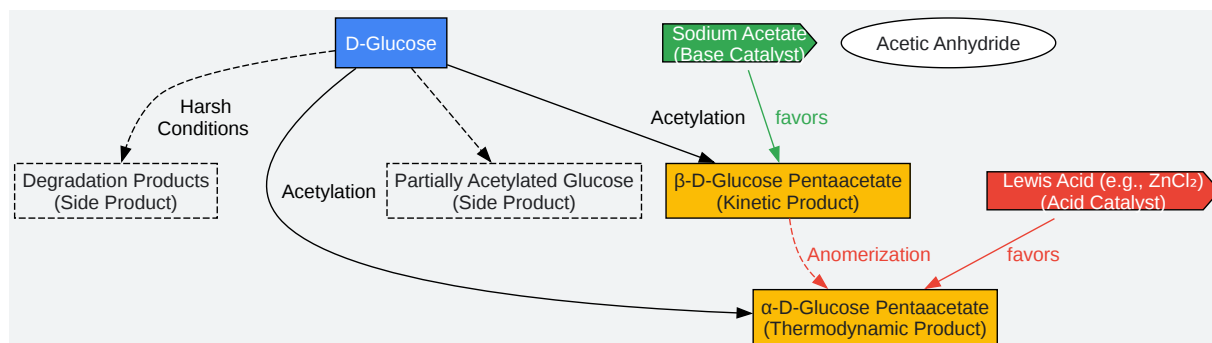 D-Glucose
Sodium Acetate
(Base Catalyst)
Acetic Anhydride
Harsh
Conditions
Acetylation
favors
Degradation Products
(Side Product)
Acetylation
Partially Acetylated Glucose
(Side Product)
β-D-Glucose Pentaacetate
(Kinetic Product)
Lewis Acid (e.g., ZnCl₂)
(Acid Catalyst)
Anomerization
favors
α-D-Glucose Pentaacetate
(Thermodynamic Product)